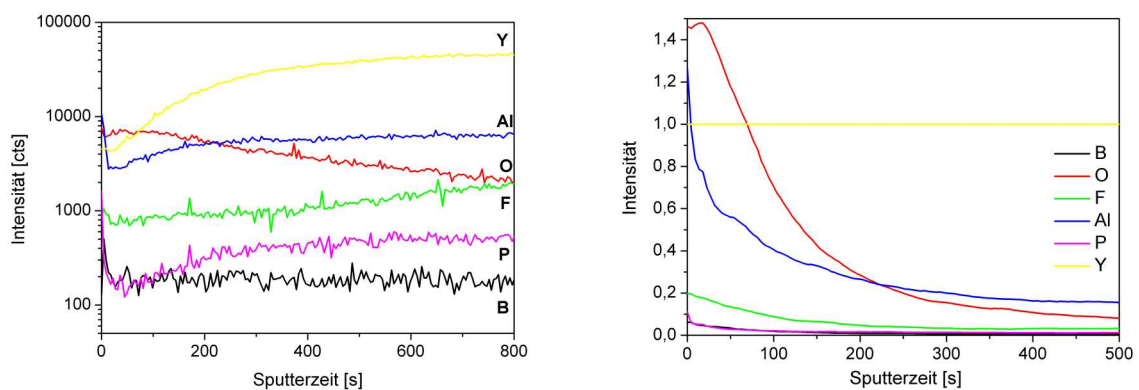 100000
10000
1000
100
Intensität [cts]
Y
Al
O
F
P
B
0 200 400 600 800
Sputterzeit [s]
1,4
1,2
1,0
0,8
0,6
0,4
0,2
0,0
Intensität
B
O
F
Al
P
Y
0 100 200 300 400 500
Sputterzeit [s]